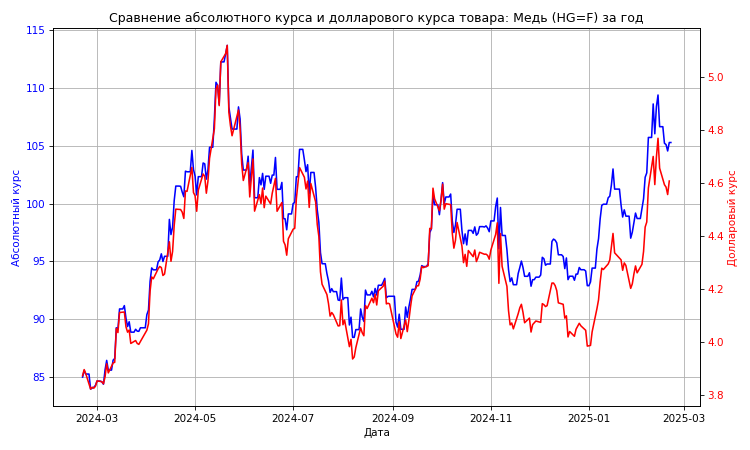 Сравнение абсолютного курса и долларового курса товара: Медь (HG=F) за год
Абсолютный курс
115
110
105
100
95
90
85
5.0
4.8
4.6
4.4
4.2
4.0
3.8
Долларовый курс
2024-03 2024-05 2024-07 2024-09 2024-11 2025-01 2025-03
Дата